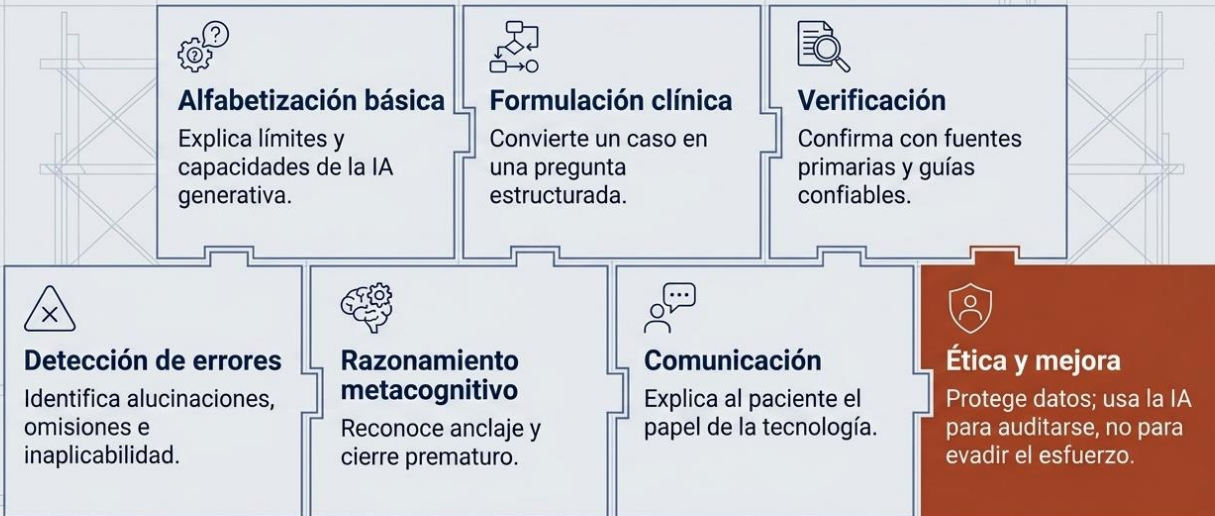 Alfabetización básica
Explica límites y
capacidades de la IA
generativa.
Formulación clínica
Convierte un caso en
una pregunta
estructurada.
Verificación
Confirma con fuentes
primarias y guías
confiables.
Detección de errores
Identifica alucinaciones,
omisiones e
inaplicabilidad.
Razonamiento
metacognitivo
Reconoce anclaje y
cierre prematuro.
Comunicación
Explica al paciente el
papel de la tecnología.
Ética y mejora
Protege datos; usa la IA
para auditarse, no para
evadir el esfuerzo.